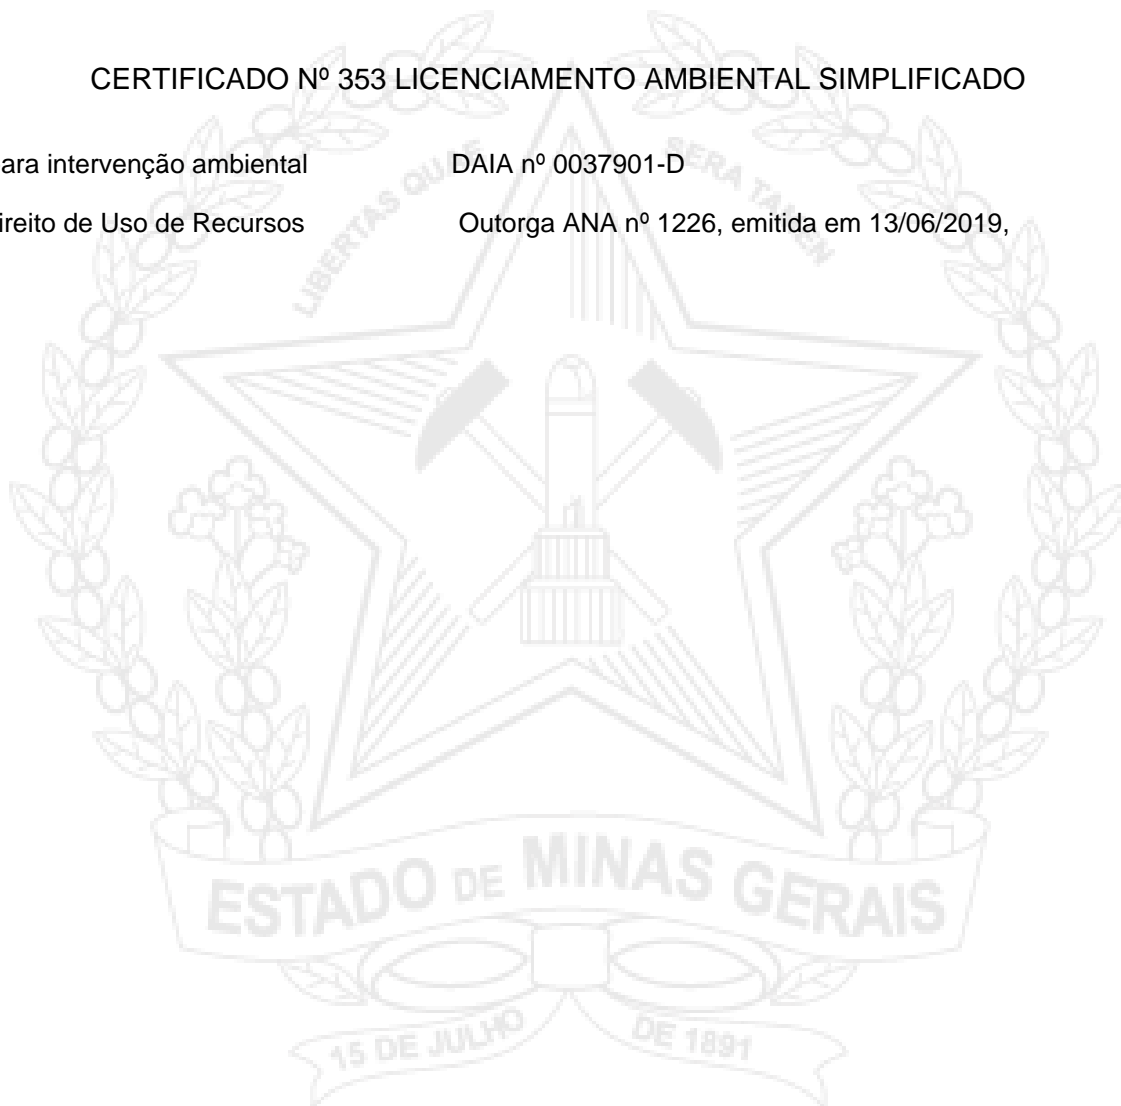 CERTIFICADO Nº 353 LICENCIAMENTO AMBIENTAL SIMPLIFICADO
ara intervenção ambiental DAIA nº 0037901-D
ireito de Uso de Recursos Outorga ANA nº 1226, emitida em 13/06/2019,
LIBERTAS QUAE SERA TAMEN
ESTADO DE MINAS GERAIS
15 DE JULHO DE 1891